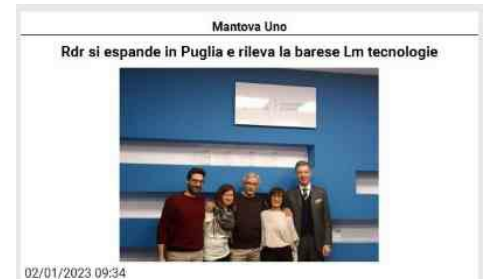 Mantova Uno
Rdr si espande in Puglia e rileva la barese Lm tecnologie
02/01/2023 09:34